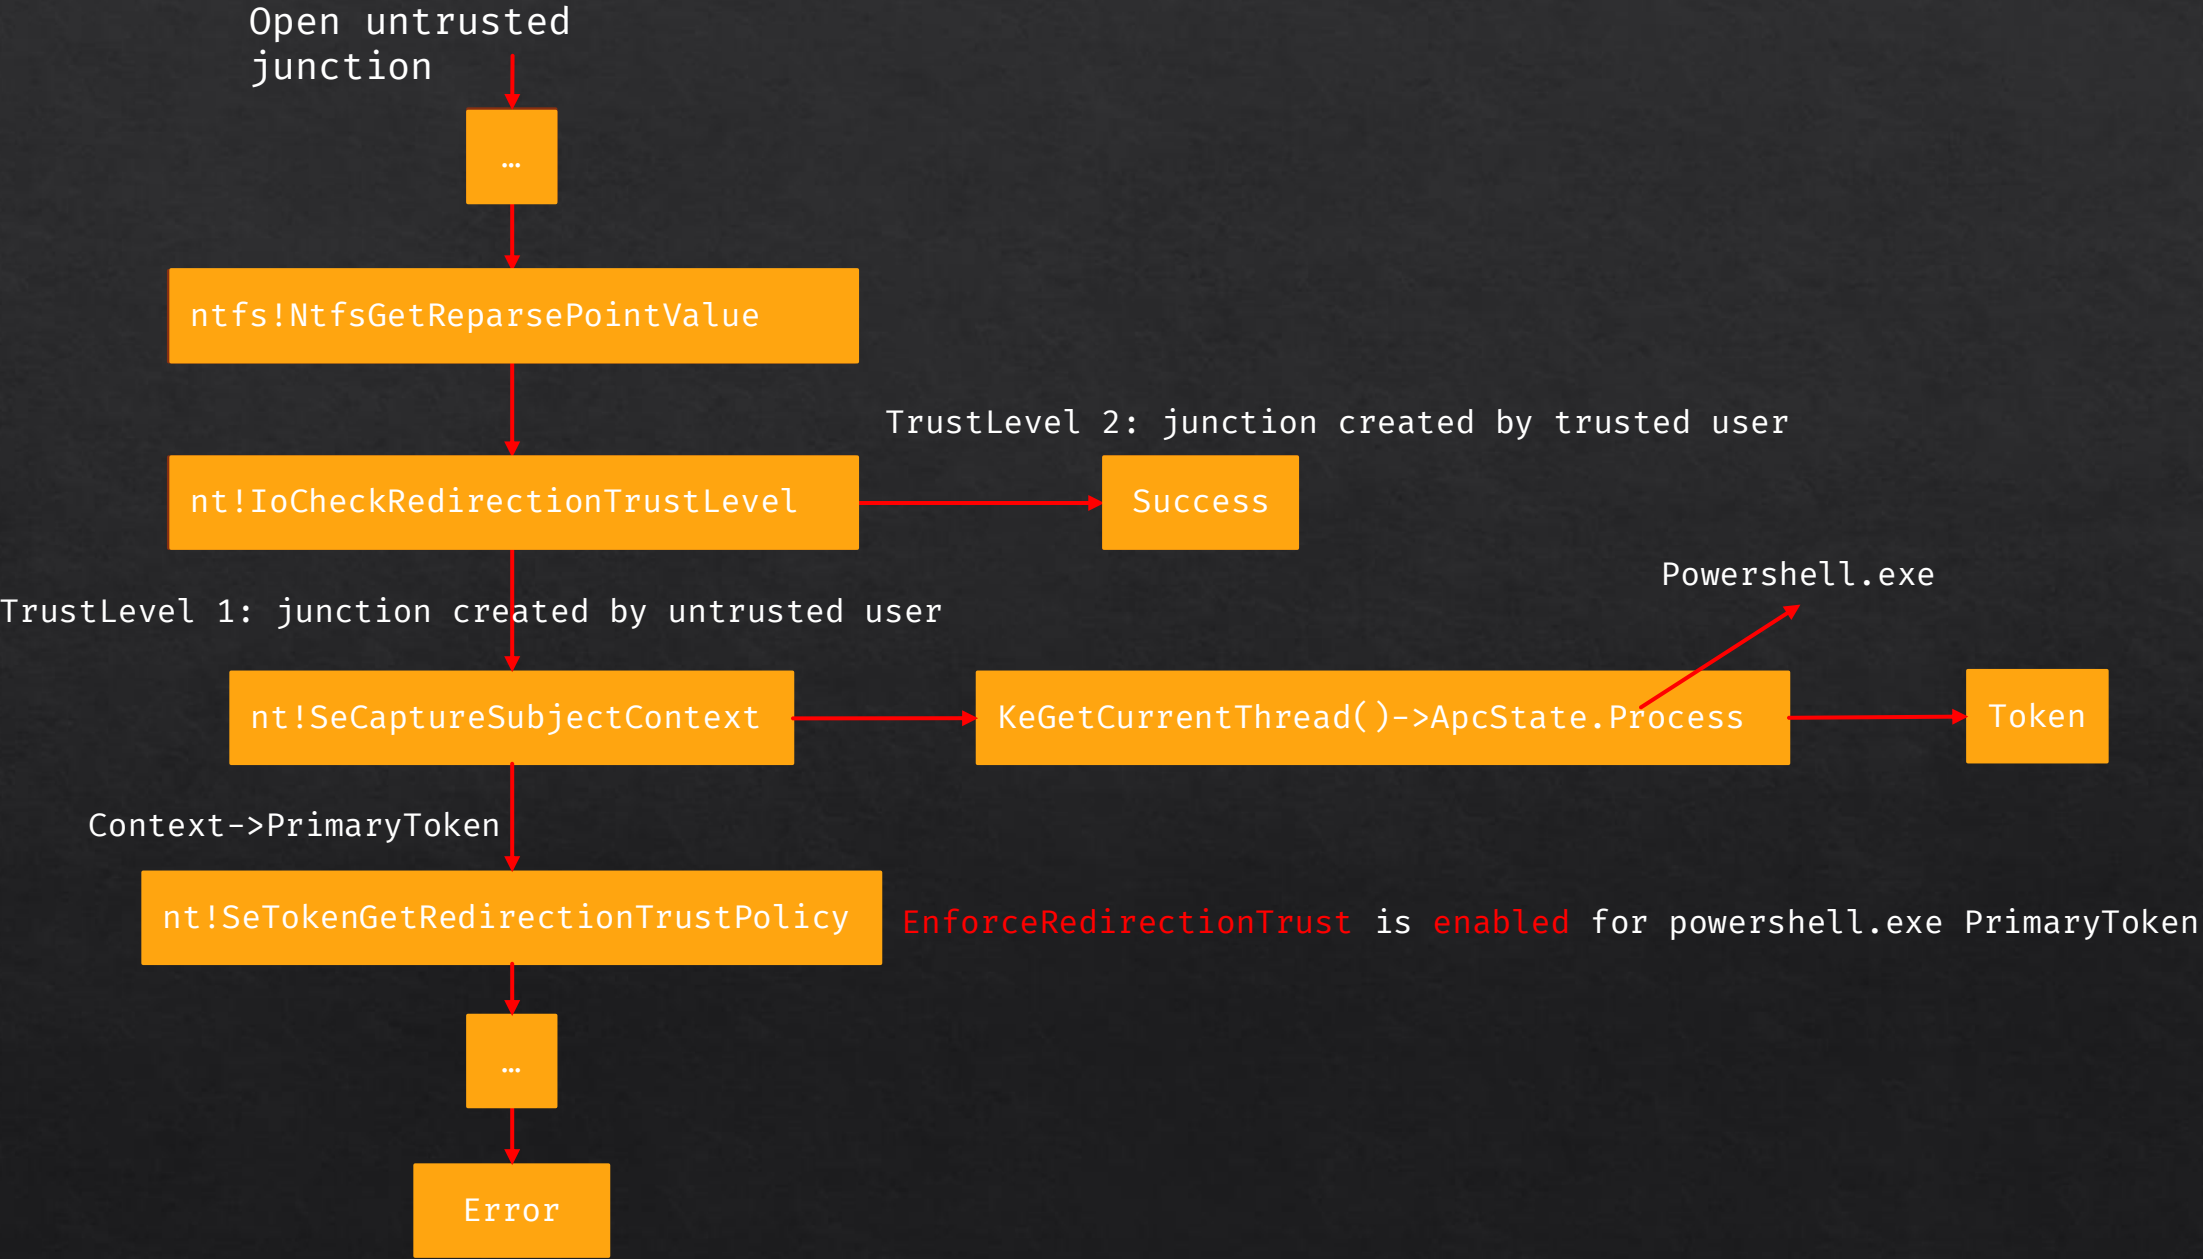 Open untrusted
junction
…
ntfs!NtfsGetReparsePointValue
TrustLevel 2: junction created by trusted user
nt!IoCheckRedirectionTrustLevel
Success
Powershell.exe
TrustLevel 1: junction created by untrusted user
nt!SeCaptureSubjectContext
KeGetCurrentThread()->ApcState.Process
Token
Context->PrimaryToken
nt!SeTokenGetRedirectionTrustPolicy
EnforceRedirectionTrust is enabled for powershell.exe PrimaryToken
…
Error